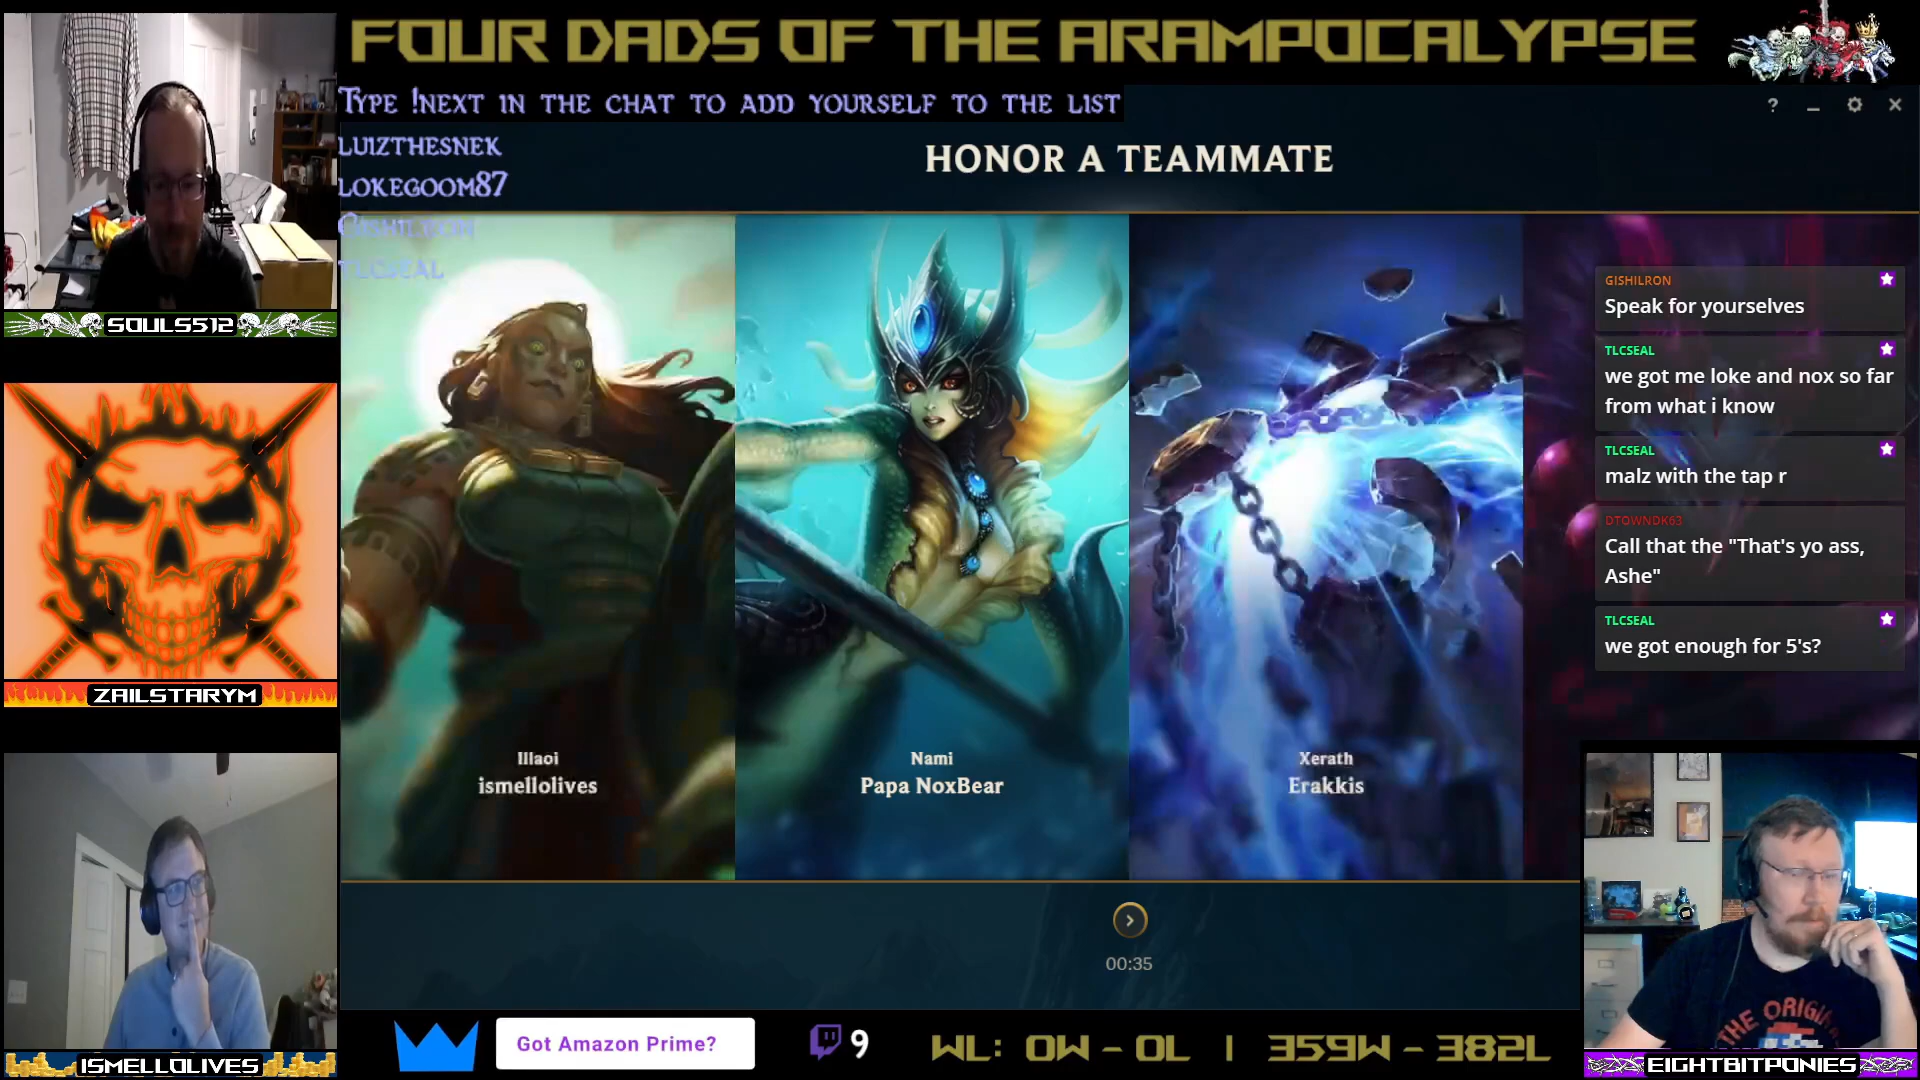 FOUR DADS OF THE ARAMPOCALYPSE
TYPE !NEXT IN THE CHAT TO ADD YOURSELF TO THE LIST
LUIZTHESNEK
LOKEGOOM87
GISHILRON
TLCSEAL
?
HONOR A TEAMMATE
SOULS512
ZAILSTARYM
ISMELLOLIVES
Illaoi
ismellolives
Nami
Papa NoxBear
Xerath
Erakkis
GISHILRON
Speak for yourselves
TLCSEAL
we got me loke and nox so far
from what i know
TLCSEAL
malz with the tap r
DTOWNDK63
Call that the "That's yo ass,
Ashe"
TLCSEAL
we got enough for 5's?
00:35
THE ORIGINAL
EIGHTBITPONIES
Got Amazon Prime?
9
WL: 0W - 0L | 359W - 382L